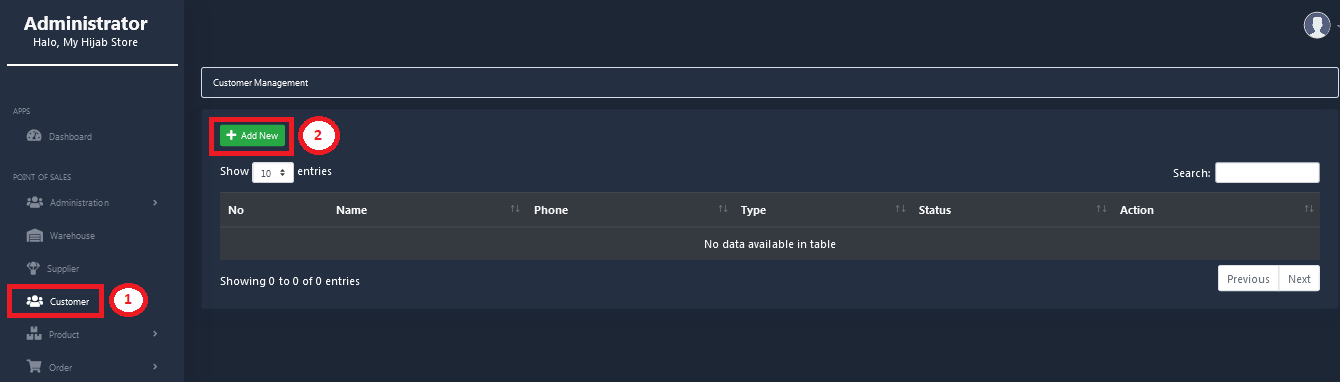 Administrator
Halo, My Hijab Store
APPS
Dashboard
POINT OF SALES
Administration
Warehouse
Supplier
Customer
1
Product
Order
Customer Management
Add New
2
Show 10 entries
Search:
No Name Phone Type Status Action
No data available in table
Showing 0 to 0 of 0 entries
Previous Next